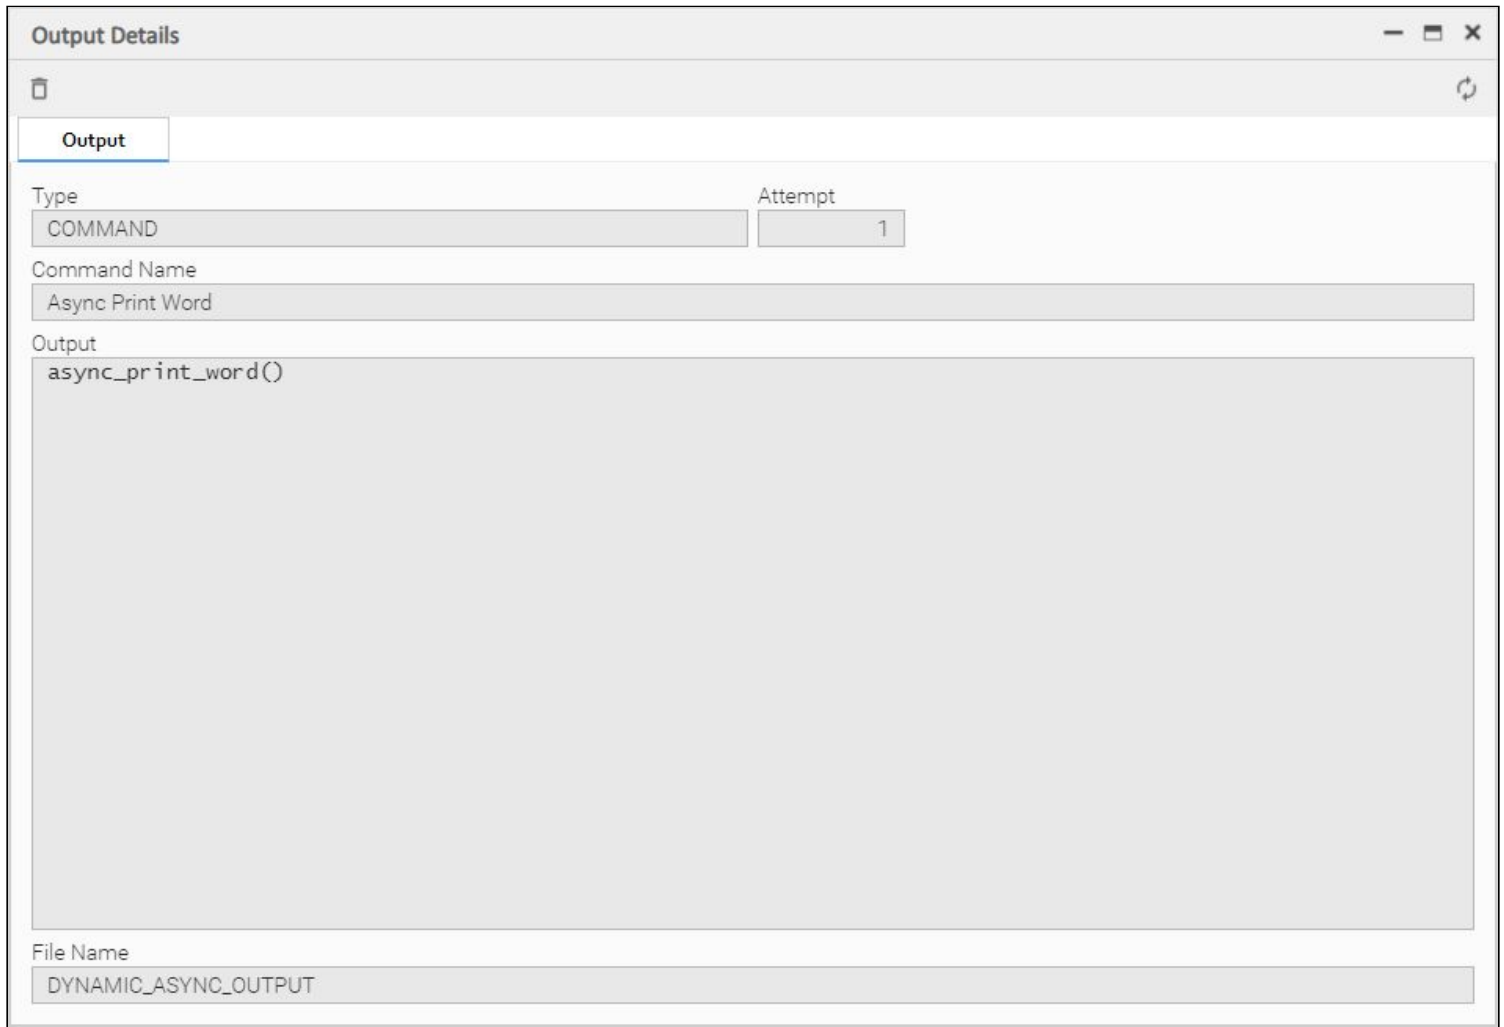 Output Details
Output
Type
Attempt
COMMAND
1
Command Name
Async Print Word
Output
async_print_word()
File Name
DYNAMIC_ASYNC_OUTPUT